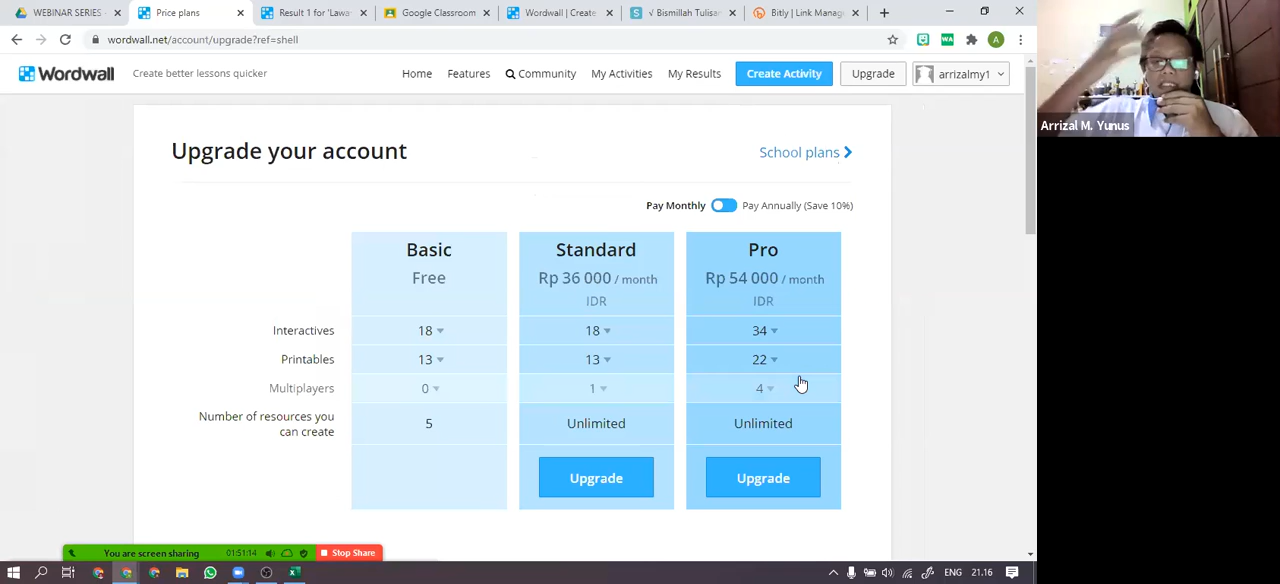 WEBINAR SERIES
Price plans
Result 1 for 'Lawa
Google Classroom
Wordwall | Create
√ Bismillah Tulisan
Bitly | Link Manag
wordwall.net/account/upgrade?ref=shell
WA
A
Wordwall
Create better lessons quicker
Home
Features
Community
My Activities
My Results
Create Activity
Upgrade
arrizalmy1
Arrizal M. Yunus
Upgrade your account
School plans
Pay Monthly
Pay Annually (Save 10%)
Basic
Standard
Pro
Free
Rp 36 000 / month
Rp 54 000 / month
IDR
IDR
Interactives
18
18
34
Printables
13
13
22
Multiplayers
0
1
4
Number of resources you
can create
5
Unlimited
Unlimited
Upgrade
Upgrade
You are screen sharing
01:51:14
Stop Share
ENG
21.16